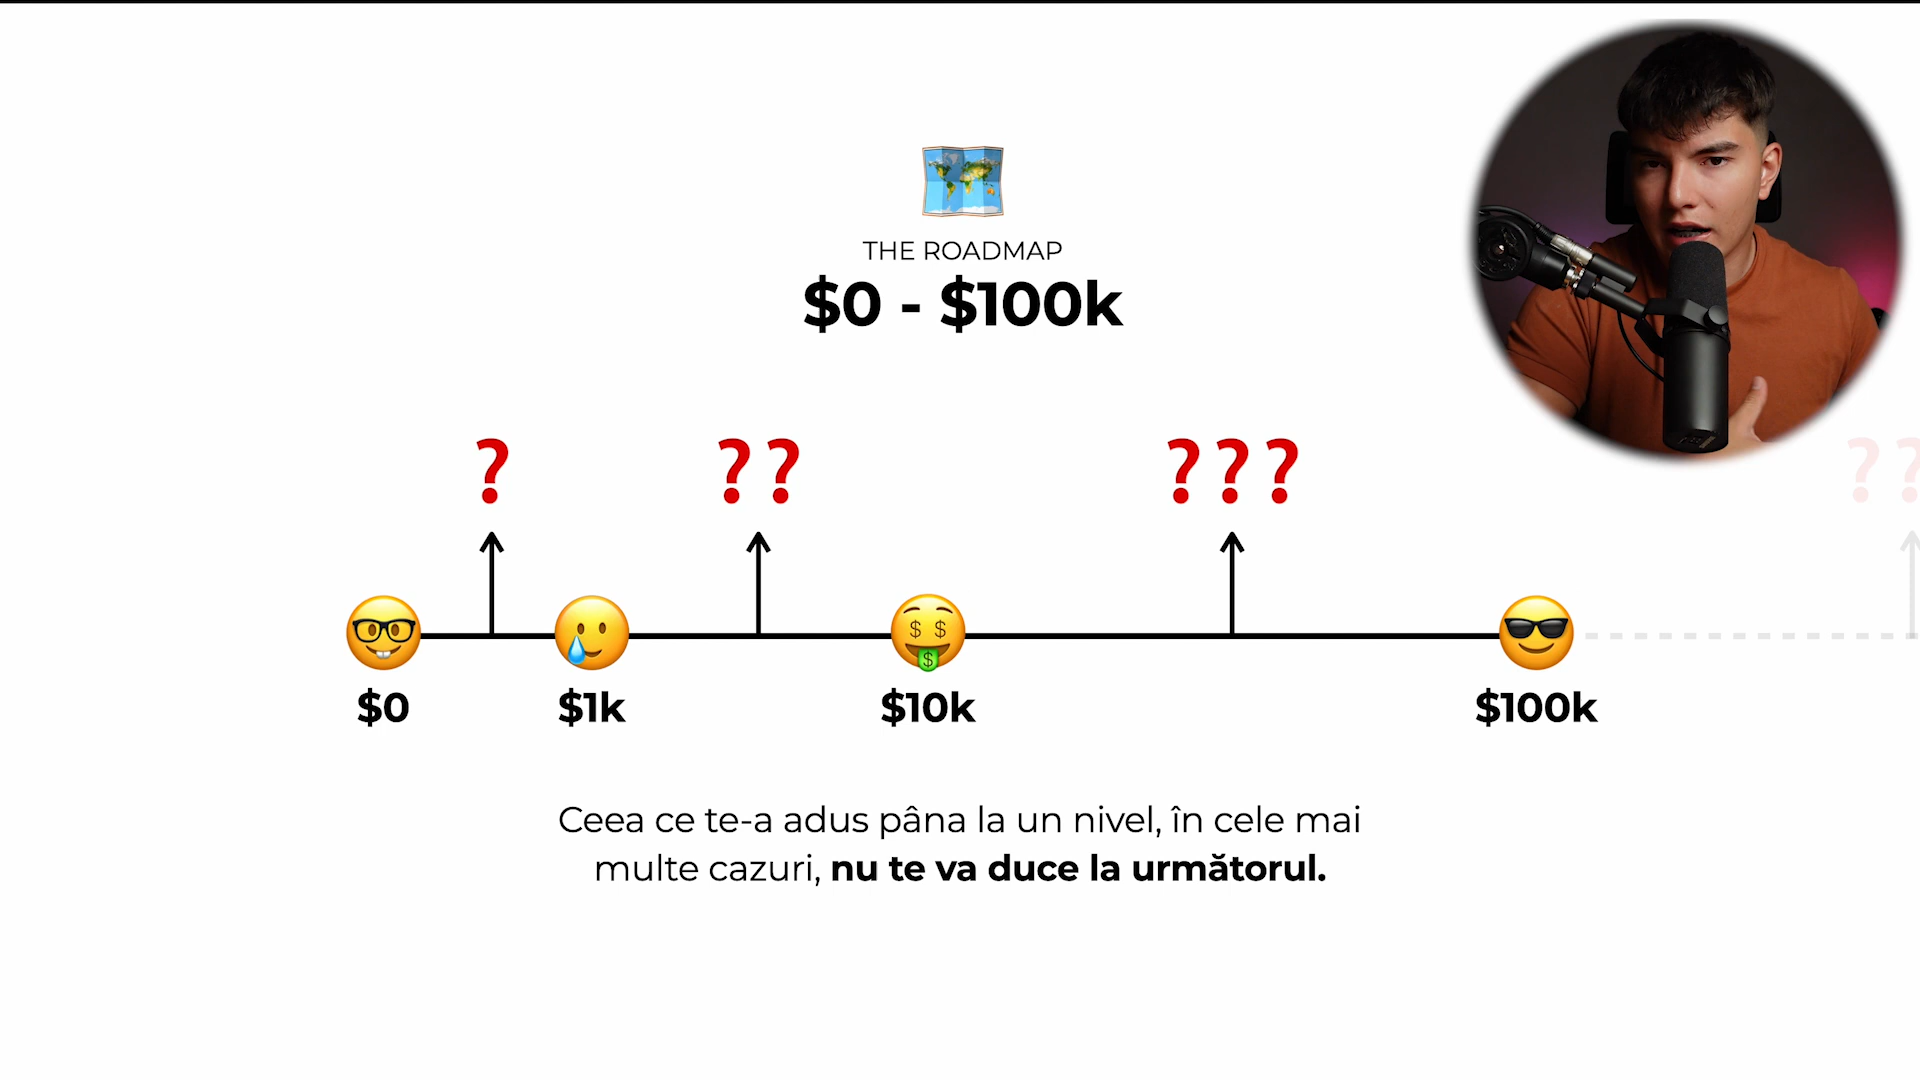 THE ROADMAP
$0 - $100k
?
??
???
??
$0
$1k
$10k
$100k
Ceea ce te-a adus pâna la un nivel, în cele mai
multe cazuri, nu te va duce la următorul.